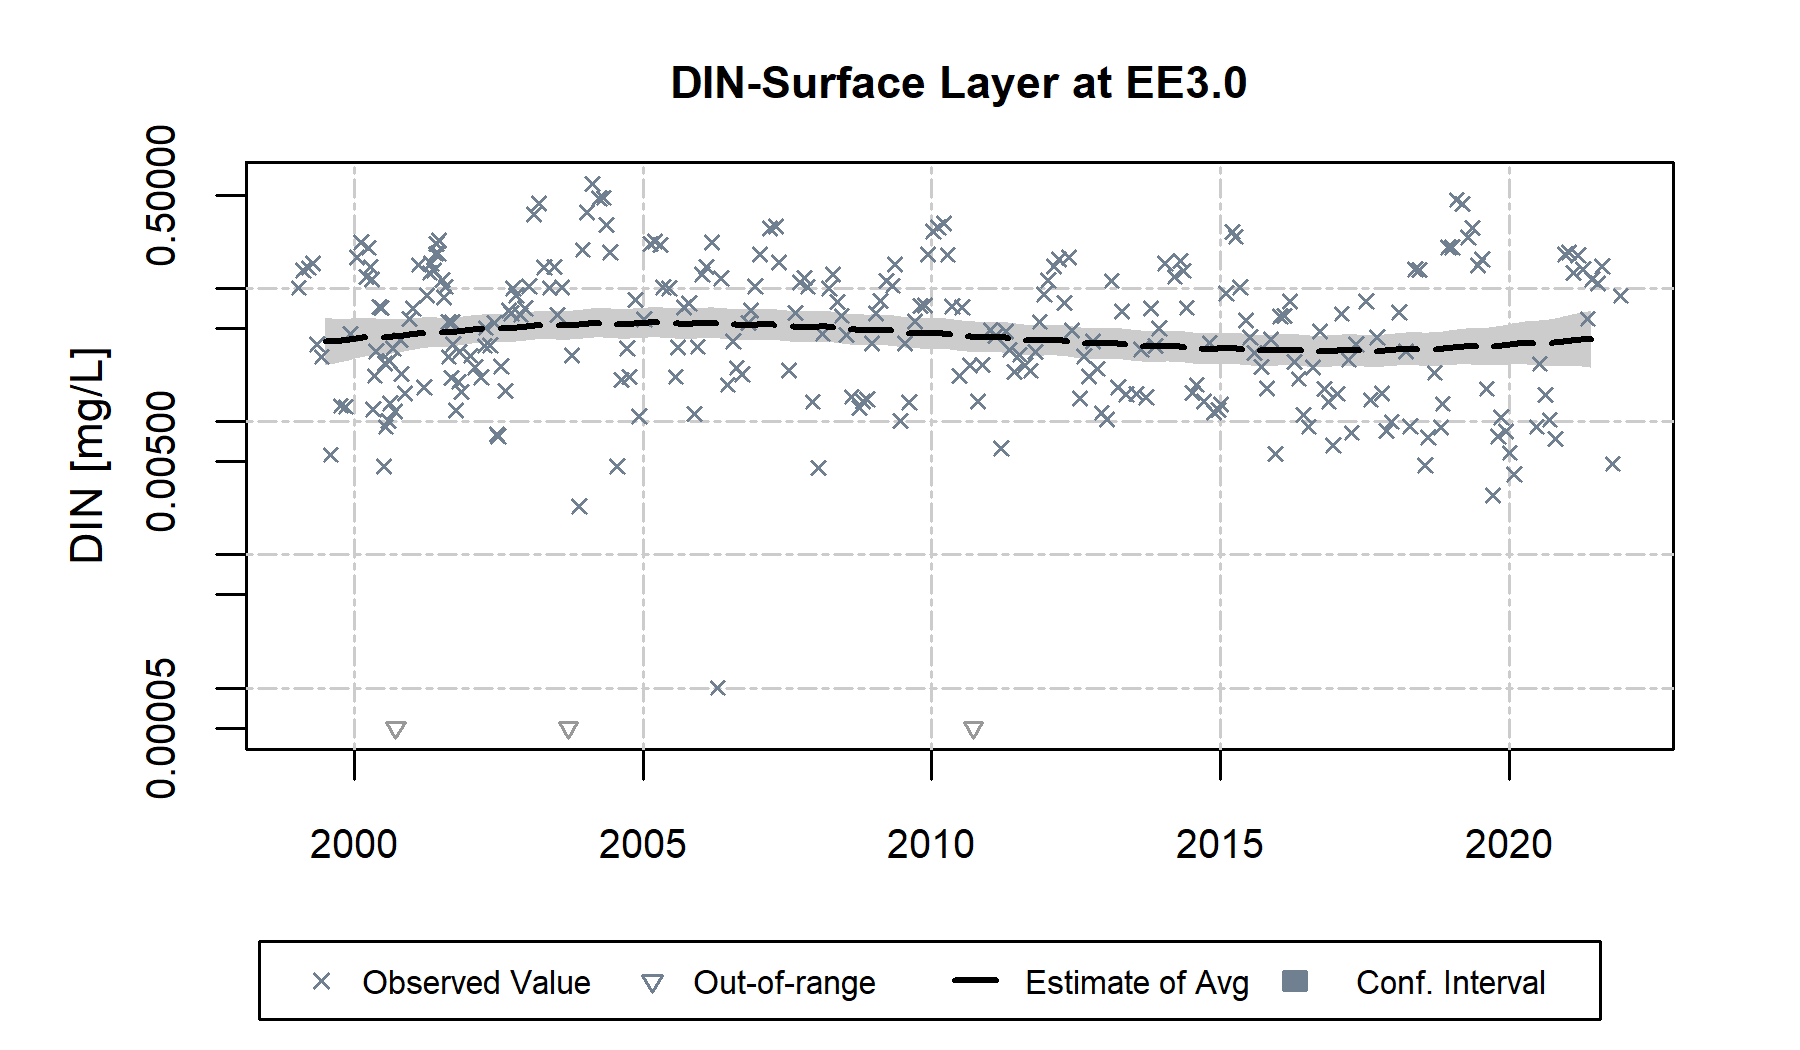 DIN-Surface Layer at EE3.0
DIN [mg/L]
0.50000
0.00500
0.00005
2000 2005 2010 2015 2020
Observed Value Out-of-range Estimate of Avg Conf. Interval